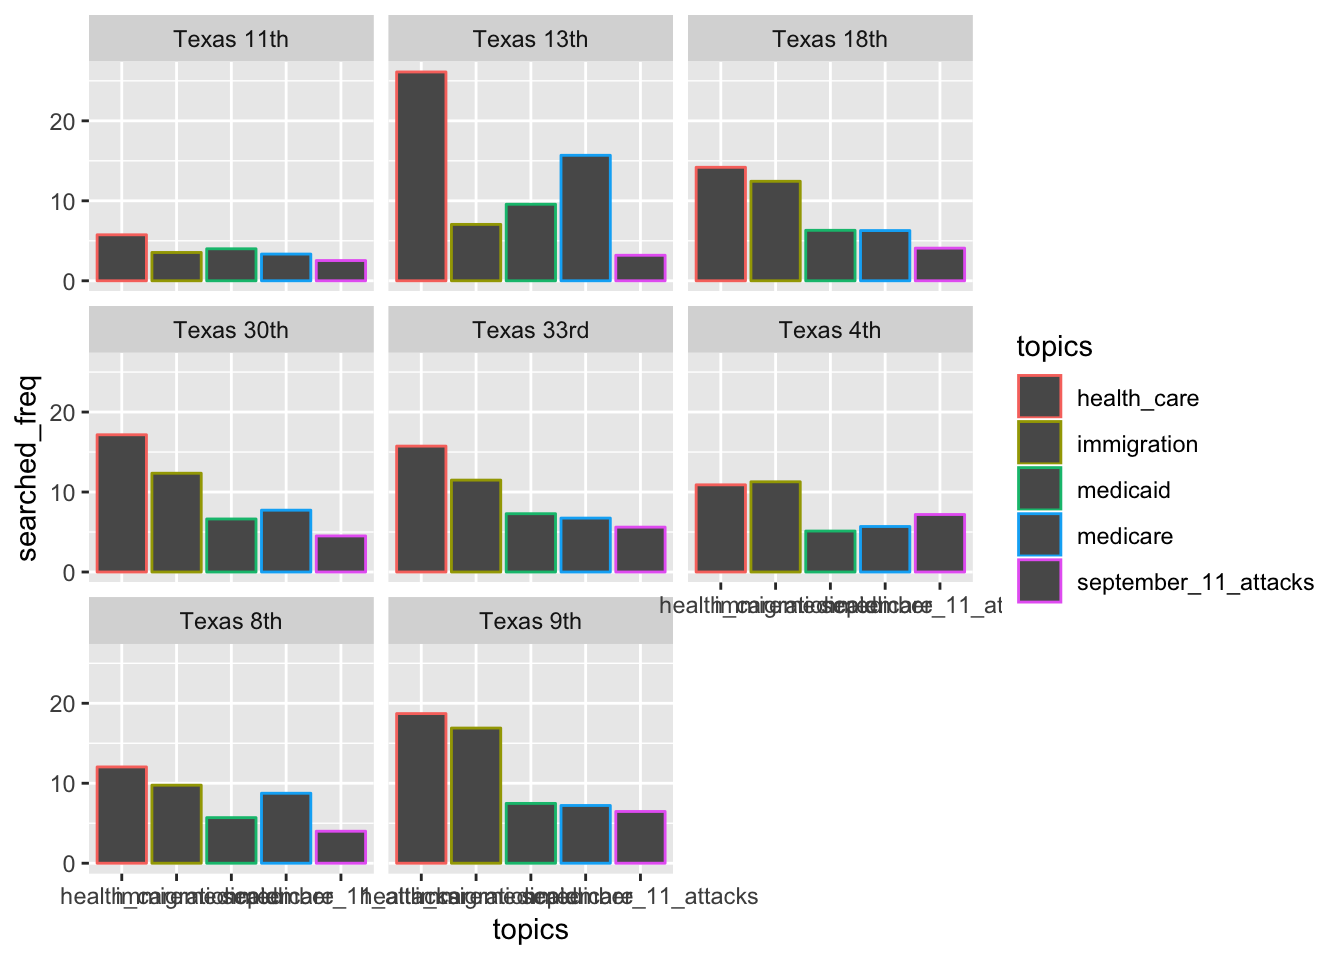 Texas 11th
Texas 13th
Texas 18th
20
10
0
Texas 30th
Texas 33rd
Texas 4th
20
10
0
Texas 8th
Texas 9th
20
10
0
searched_freq
topics
topics
health_care
immigration
medicaid
medicare
september_11_attacks